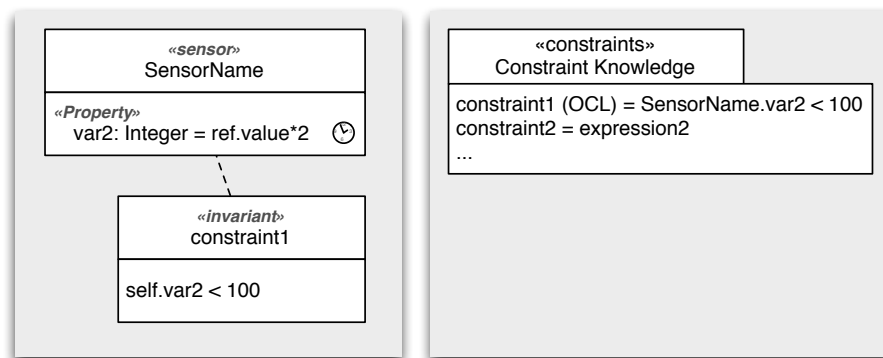 «sensor»
SensorName
«Property»
var2: Integer = ref.value*2
«invariant»
constraint1
self.var2 < 100
«constraints»
Constraint Knowledge
constraint1 (OCL) = SensorName.var2 < 100
constraint2 = expression2
...